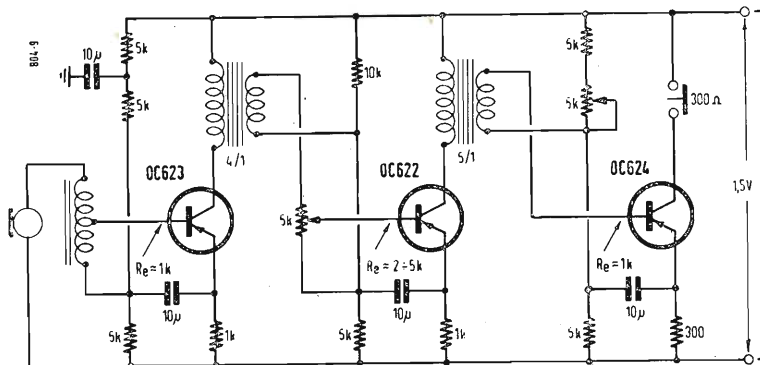 804-9
10µ
5k
5k
4/1
10k
5/1
5k
5k
300 Ω
OC623
OC622
OC624
1,5V
5k
Re = 1k
Re = 2÷5k
Re = 1k
10µ
10µ
10µ
5k
1k
5k
1k
5k
300